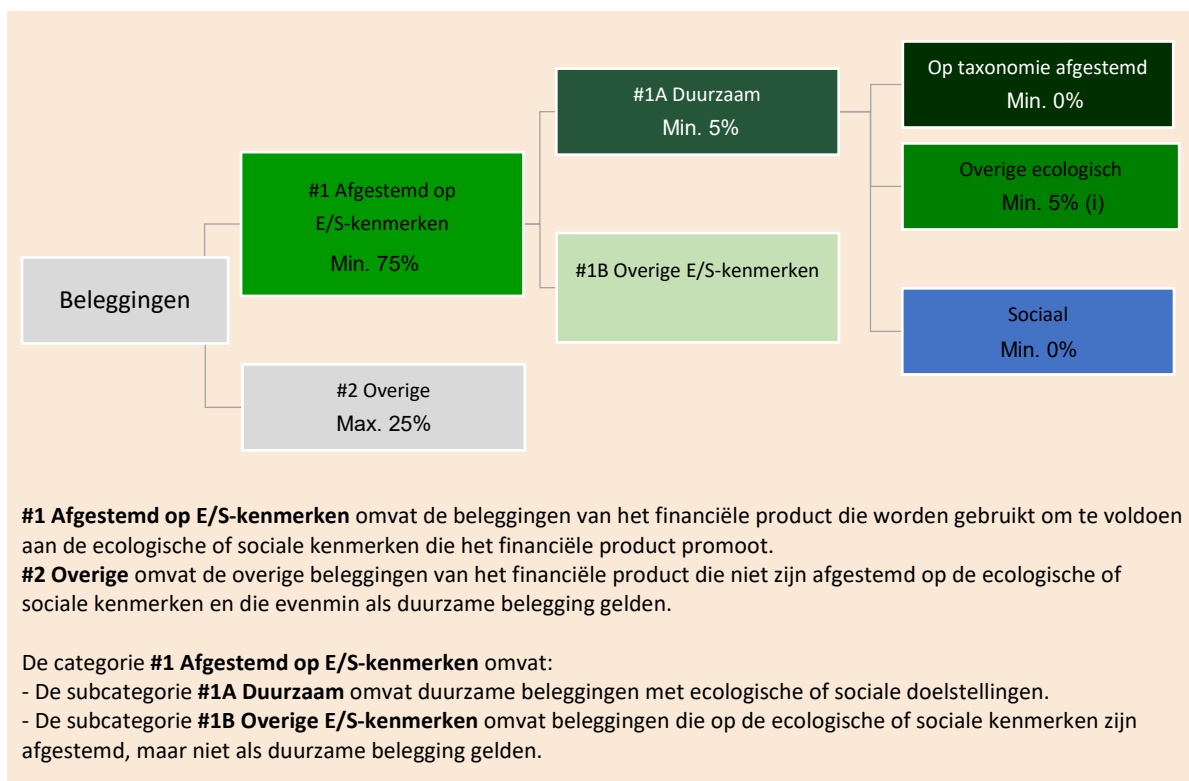 Beleggingen
#1 Afgestemd op
E/S-kenmerken
Min. 75%
#2 Overige
Max. 25%
#1A Duurzaam
Min. 5%
#1B Overige E/S-kenmerken
Op taxonomie afgestemd
Min. 0%
Overige ecologisch
Min. 5% (i)
Sociaal
Min. 0%
#1 Afgestemd op E/S-kenmerken omvat de beleggingen van het financiële product die worden gebruikt om te voldoen
aan de ecologische of sociale kenmerken die het financiële product promoot.
#2 Overige omvat de overige beleggingen van het financiële product die niet zijn afgestemd op de ecologische of
sociale kenmerken en die evenmin als duurzame belegging gelden.
De categorie #1 Afgestemd op E/S-kenmerken omvat:
- De subcategorie #1A Duurzaam omvat duurzame beleggingen met ecologische of sociale doelstellingen.
- De subcategorie #1B Overige E/S-kenmerken omvat beleggingen die op de ecologische of sociale kenmerken zijn
afgestemd, maar niet als duurzame belegging gelden.